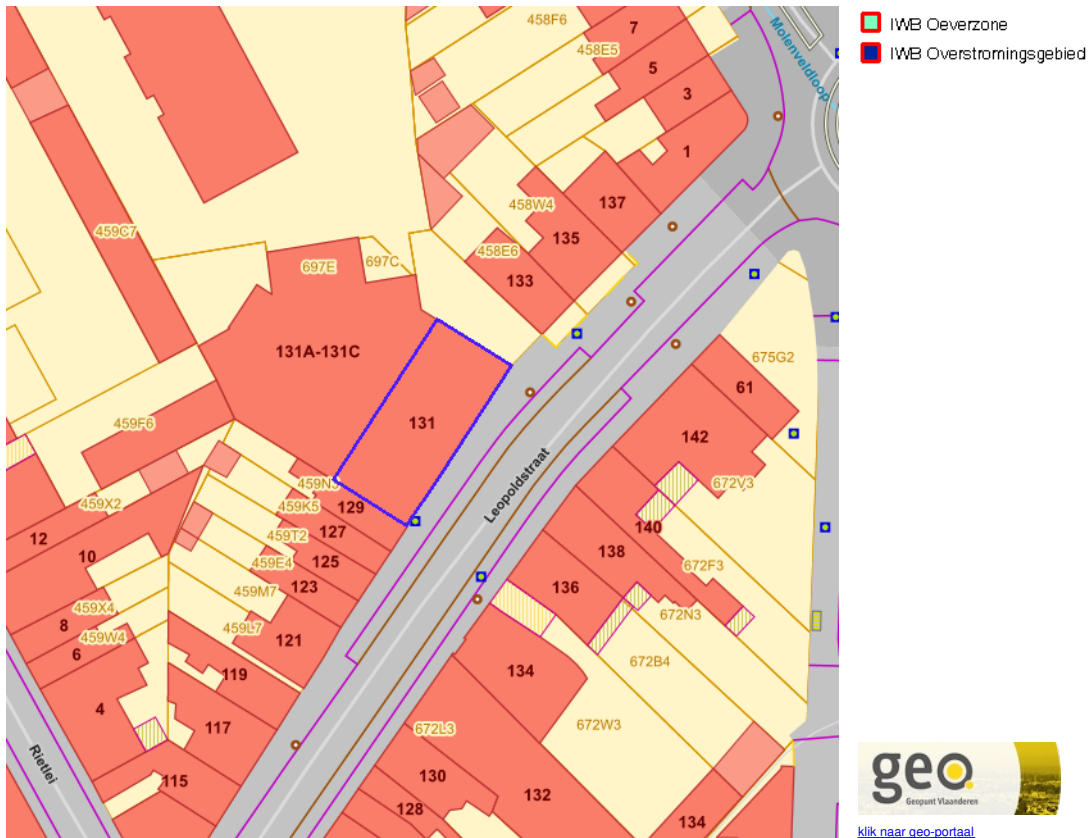 458F6
7
IWB Oeverzone
458E5
IWB Overstromingsgebied
Molenveldloop
5
3
1
458W4
137
459C7
135
458E6
697E
697C
133
131A-131C
675G2
61
131
459F6
142
Leopoldstraat
459N3
672V3
459X2
459K5
129
140
12
459T2
127
138
10
459E4
125
672F3
123
136
459M7
459X4
672N3
8
459L7
459W4
121
6
672B4
119
134
4
672W3
117
672L3
Rietlei
115
130
132
128
134
geo.
Geopunt Vlaanderen
klik naar geo-portaal